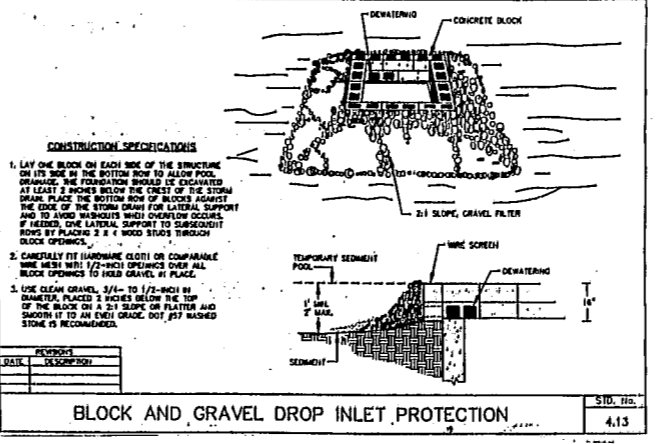 DEWATERING
CONCRETE BLOCK
CONSTRUCTION SPECIFICATIONS
1. LAY ONE BLOCK ON EACH SIDE OF THE STRUCTURE
ON ITS SIDE IN THE BOTTOM ROW TO ALLOW POOL
DRAINAGE. THE FOUNDATION SHOULD BE EXCAVATED
AT LEAST 2 INCHES BELOW THE CREST OF THE STORM
DRAIN. PLACE THE BOTTOM ROW OF BLOCKS AGAINST
THE EDGE OF THE STORM DRAIN FOR LATERAL SUPPORT
AND TO AVOID WASHOUTS WHEN OVERFLOW OCCURS.
IF NEEDED, GIVE LATERAL SUPPORT TO SUBSEQUENT
ROWS BY PLACING 2 X 4 WOOD STUDS THROUGH
BLOCK OPENINGS.
2. CAREFULLY FIT HARDWARE CLOTH OR COMPARABLE
WIRE MESH WITH 1/2-INCH OPENINGS OVER ALL
BLOCK OPENINGS TO HOLD GRAVEL IN PLACE.
3. USE CLEAN GRAVEL, 3/4- TO 1/2-INCH IN
DIAMETER, PLACED 2 INCHES BELOW THE TOP
OF THE BLOCK ON A 2:1 SLOPE OR FLATTER AND
SMOOTH IT TO AN EVEN GRADE. DOT #57 WASHED
STONE IS RECOMMENDED.
2:1 SLOPE, GRAVEL FILTER
TEMPORARY SEDIMENT
POOL
WIRE SCREEN
DEWATERING
1' MIN.
2' MAX.
16"
SEDIMENT
REVISIONS
DATE DESCRIPTION
BLOCK AND GRAVEL DROP INLET PROTECTION
STD. No.
4.13